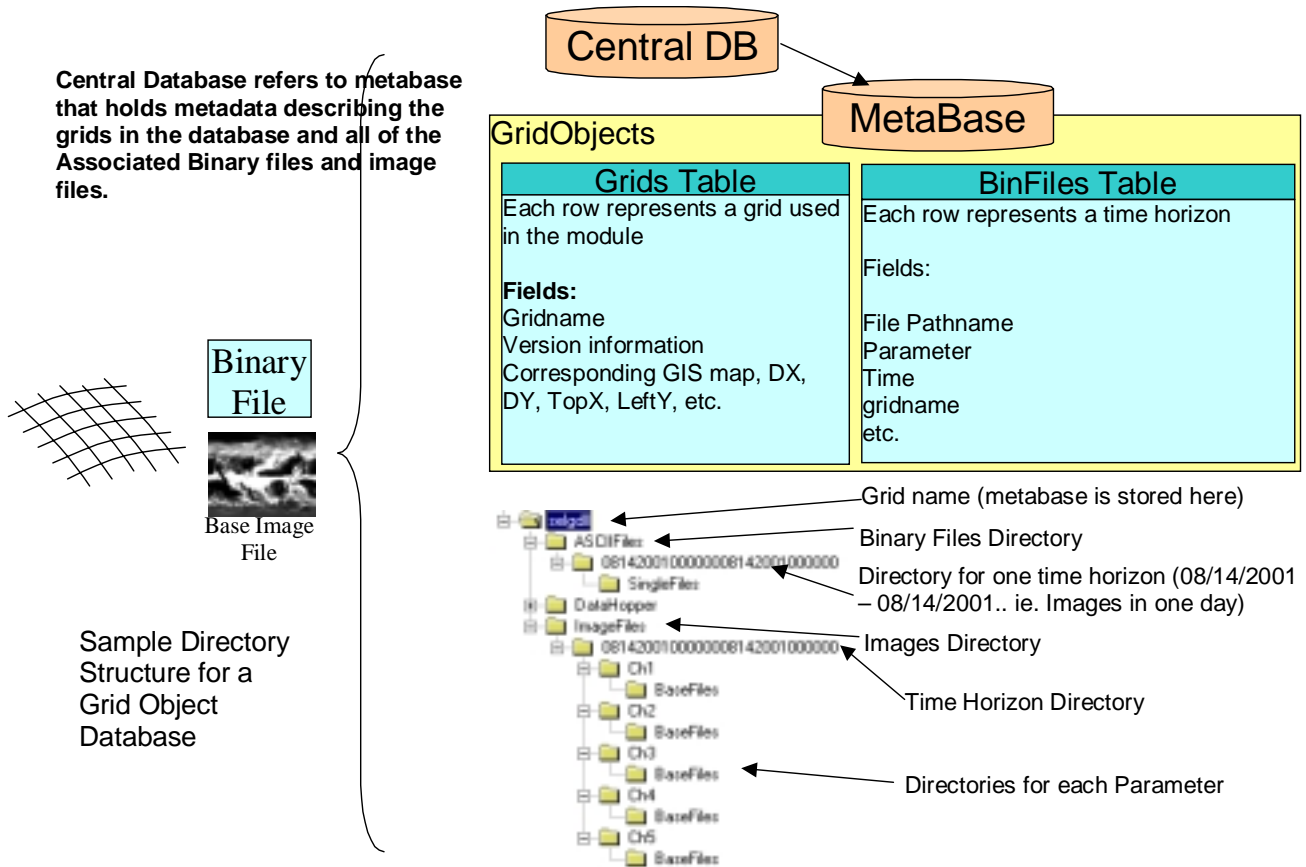 Central DB
MetaBase
Central Database refers to metabase
that holds metadata describing the
grids in the database and all of the
Associated Binary files and image
files.
GridObjects
Grids Table
Each row represents a grid used
in the module
Fields:
Gridname
Version information
Corresponding GIS map, DX,
DY, TopX, LeftY, etc.
BinFiles Table
Each row represents a time horizon
Fields:
File Pathname
Parameter
Time
gridname
etc.
Binary
File
Base Image
File
Sample Directory
Structure for a
Grid Object
Database
ASCIIFiles
0814200100000008142001000000
SingleFiles
DataHopper
ImageFiles
0814200100000008142001000000
Ch1
BaseFiles
Ch2
BaseFiles
Ch3
BaseFiles
Ch4
BaseFiles
Ch5
BaseFiles
Grid name (metabase is stored here)
Binary Files Directory
Directory for one time horizon (08/14/2001
– 08/14/2001.. ie. Images in one day)
Images Directory
Time Horizon Directory
Directories for each Parameter